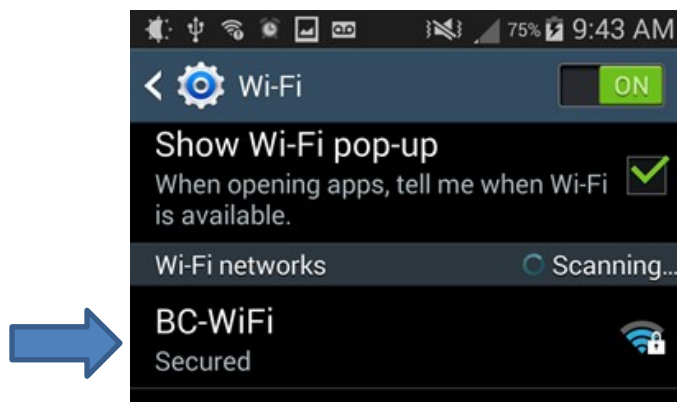 75% 9:43 AM
Wi-Fi ON
Show Wi-Fi pop-up
When opening apps, tell me when Wi-Fi
is available.
Wi-Fi networks Scanning...
BC-WiFi
Secured